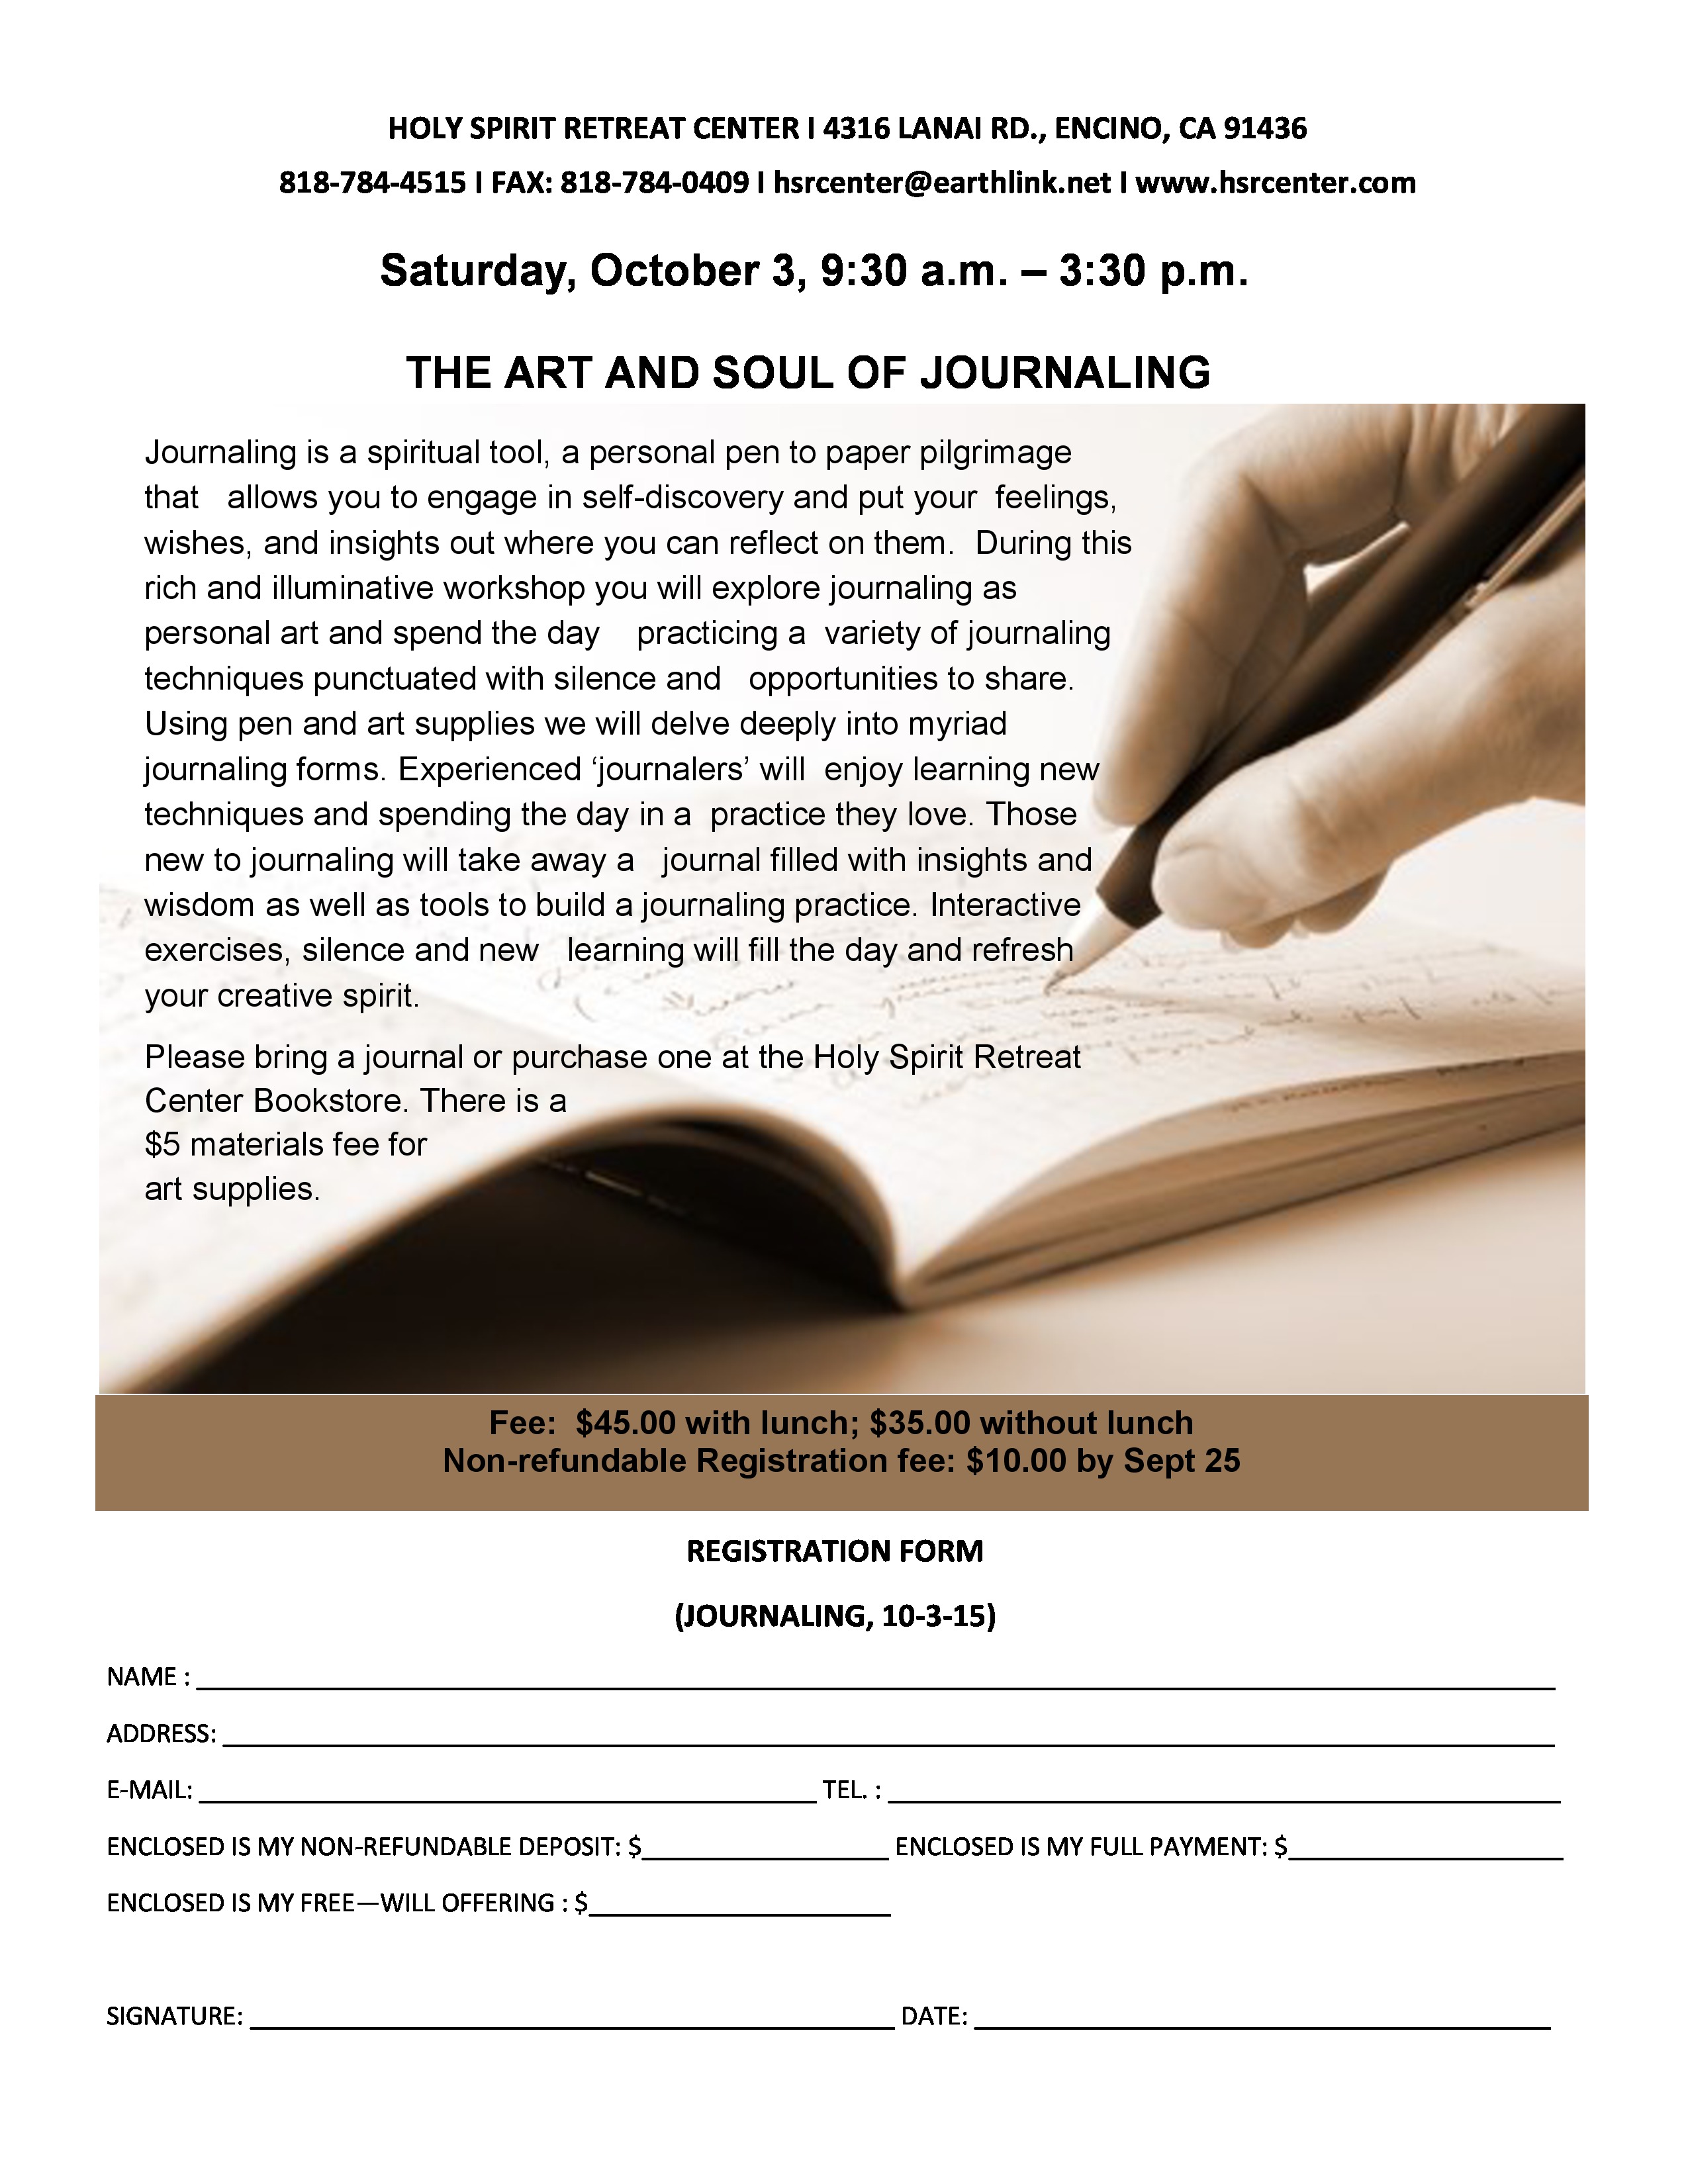 HOLY SPIRIT RETREAT CENTER I 4316 LANAI RD., ENCINO, CA 91436
818-784-4515 I FAX: 818-784-0409 I hsrcenter@earthlink.net I www.hsrcenter.com
Saturday, October 3, 9:30 a.m. – 3:30 p.m.
THE ART AND SOUL OF JOURNALING
Journaling is a spiritual tool, a personal pen to paper pilgrimage
that allows you to engage in self-discovery and put your feelings,
wishes, and insights out where you can reflect on them. During this
rich and illuminative workshop you will explore journaling as
personal art and spend the day practicing a variety of journaling
techniques punctuated with silence and opportunities to share.
Using pen and art supplies we will delve deeply into myriad
journaling forms. Experienced ‘journalers’ will enjoy learning new
techniques and spending the day in a practice they love. Those
new to journaling will take away a journal filled with insights and
wisdom as well as tools to build a journaling practice. Interactive
exercises, silence and new learning will fill the day and refresh
your creative spirit.
Please bring a journal or purchase one at the Holy Spirit Retreat
Center Bookstore. There is a
$5 materials fee for
art supplies.
Fee: $45.00 with lunch; $35.00 without lunch
Non-refundable Registration fee: $10.00 by Sept 25
REGISTRATION FORM
(JOURNALING, 10-3-15)
NAME :
ADDRESS:
E-MAIL: TEL. :
ENCLOSED IS MY NON-REFUNDABLE DEPOSIT: $ ENCLOSED IS MY FULL PAYMENT: $
ENCLOSED IS MY FREE—WILL OFFERING : $
SIGNATURE: DATE: